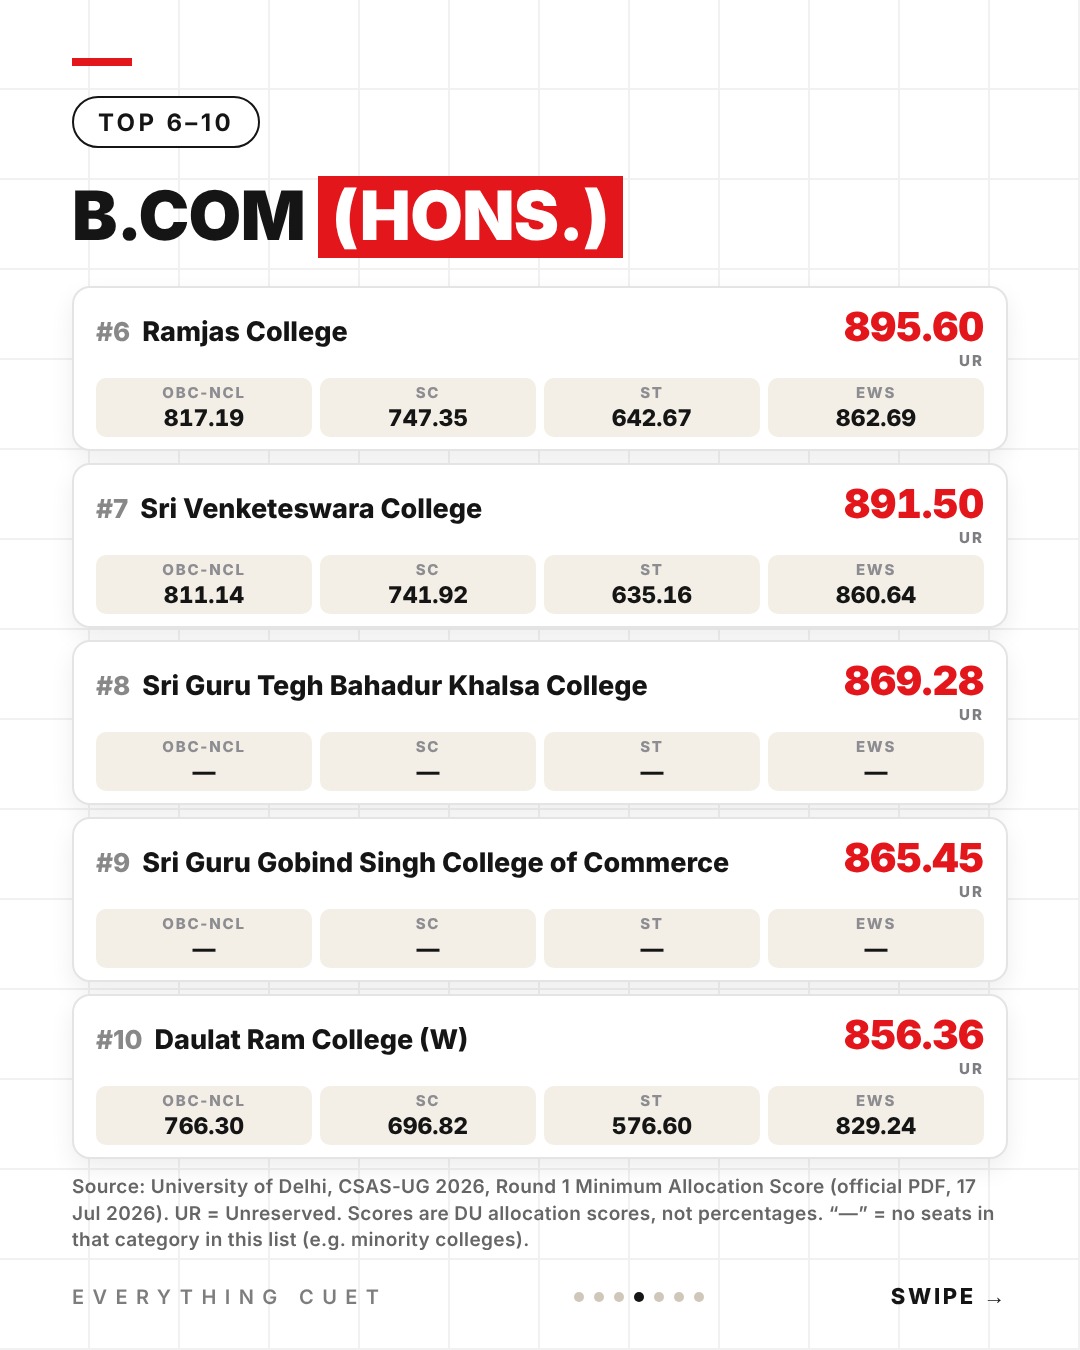 TOP 6–10
B.COM (HONS.)
#6 Ramjas College 895.60
UR
OBC-NCL SC ST EWS
817.19 747.35 642.67 862.69
#7 Sri Venketeswara College 891.50
UR
OBC-NCL SC ST EWS
811.14 741.92 635.16 860.64
#8 Sri Guru Tegh Bahadur Khalsa College 869.28
UR
OBC-NCL SC ST EWS
— — — —
#9 Sri Guru Gobind Singh College of Commerce 865.45
UR
OBC-NCL SC ST EWS
— — — —
#10 Daulat Ram College (W) 856.36
UR
OBC-NCL SC ST EWS
766.30 696.82 576.60 829.24
Source: University of Delhi, CSAS-UG 2026, Round 1 Minimum Allocation Score (official PDF, 17
Jul 2026). UR = Unreserved. Scores are DU allocation scores, not percentages. “—” = no seats in
that category in this list (e.g. minority colleges).
EVERYTHING CUET SWIPE →